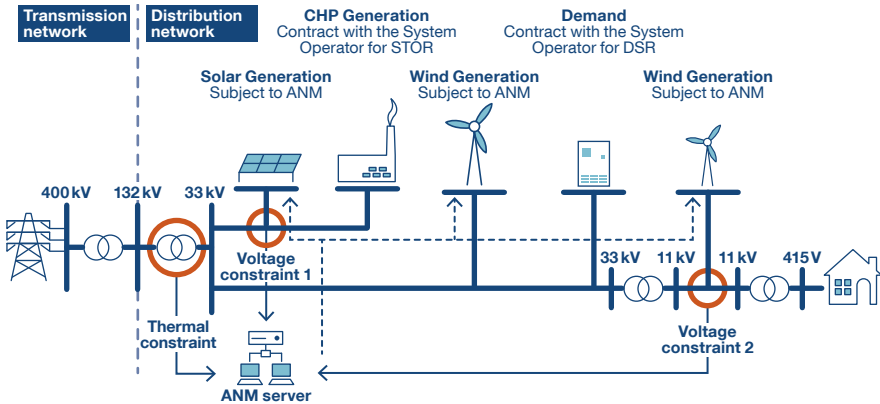 Transmission
network
Distribution
network
CHP Generation
Contract with the System
Operator for STOR
Demand
Contract with the System
Operator for DSR
Solar Generation
Subject to ANM
Wind Generation
Subject to ANM
Wind Generation
Subject to ANM
400 kV
132 kV
33 kV
Voltage
constraint 1
33 kV
11 kV
11 kV
415 V
Thermal
constraint
Voltage
constraint 2
ANM server